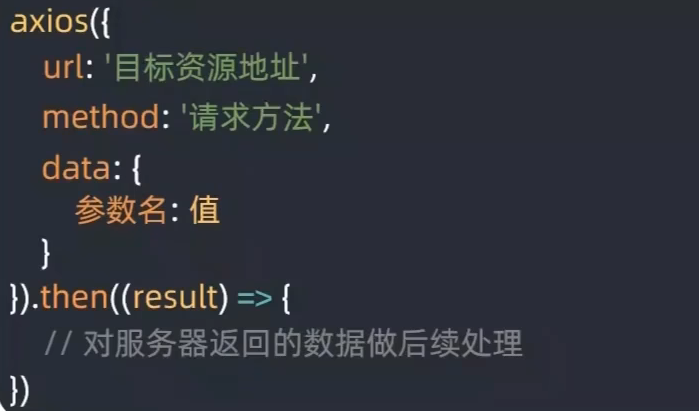 axios({
url: '目标资源地址',
method: '请求方法',
data: {
参数名: 值
}
}).then((result) => {
// 对服务器返回的数据做后续处理
})